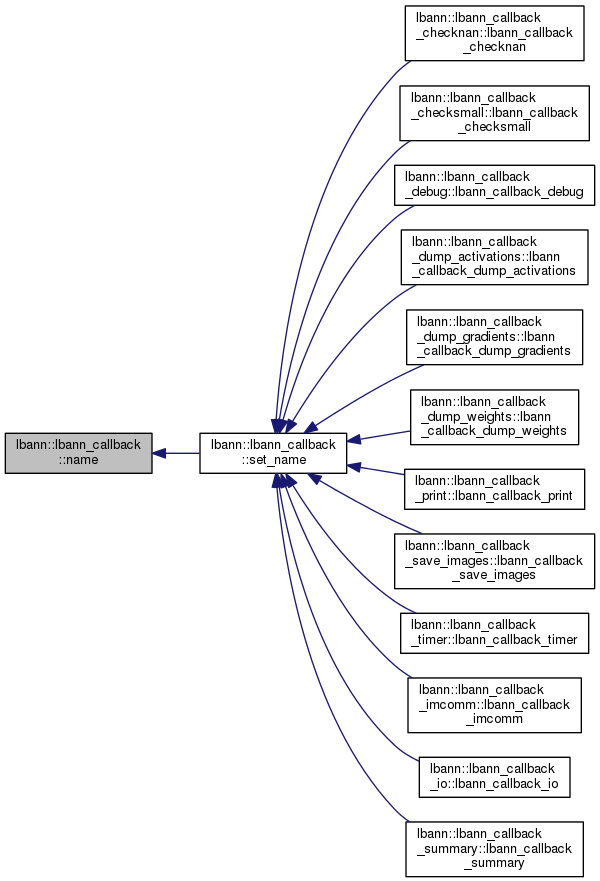 lbann::lbann_callback
::name
lbann::lbann_callback
::set_name
lbann::lbann_callback
_checknan::lbann_callback
_checknan
lbann::lbann_callback
_checksmall::lbann_callback
_checksmall
lbann::lbann_callback
_debug::lbann_callback_debug
lbann::lbann_callback
_dump_activations::lbann
_callback_dump_activations
lbann::lbann_callback
_dump_gradients::lbann
_callback_dump_gradients
lbann::lbann_callback
_dump_weights::lbann
_callback_dump_weights
lbann::lbann_callback
_print::lbann_callback_print
lbann::lbann_callback
_save_images::lbann_callback
_save_images
lbann::lbann_callback
_timer::lbann_callback_timer
lbann::lbann_callback
_imcomm::lbann_callback
_imcomm
lbann::lbann_callback
_io::lbann_callback_io
lbann::lbann_callback
_summary::lbann_callback
_summary